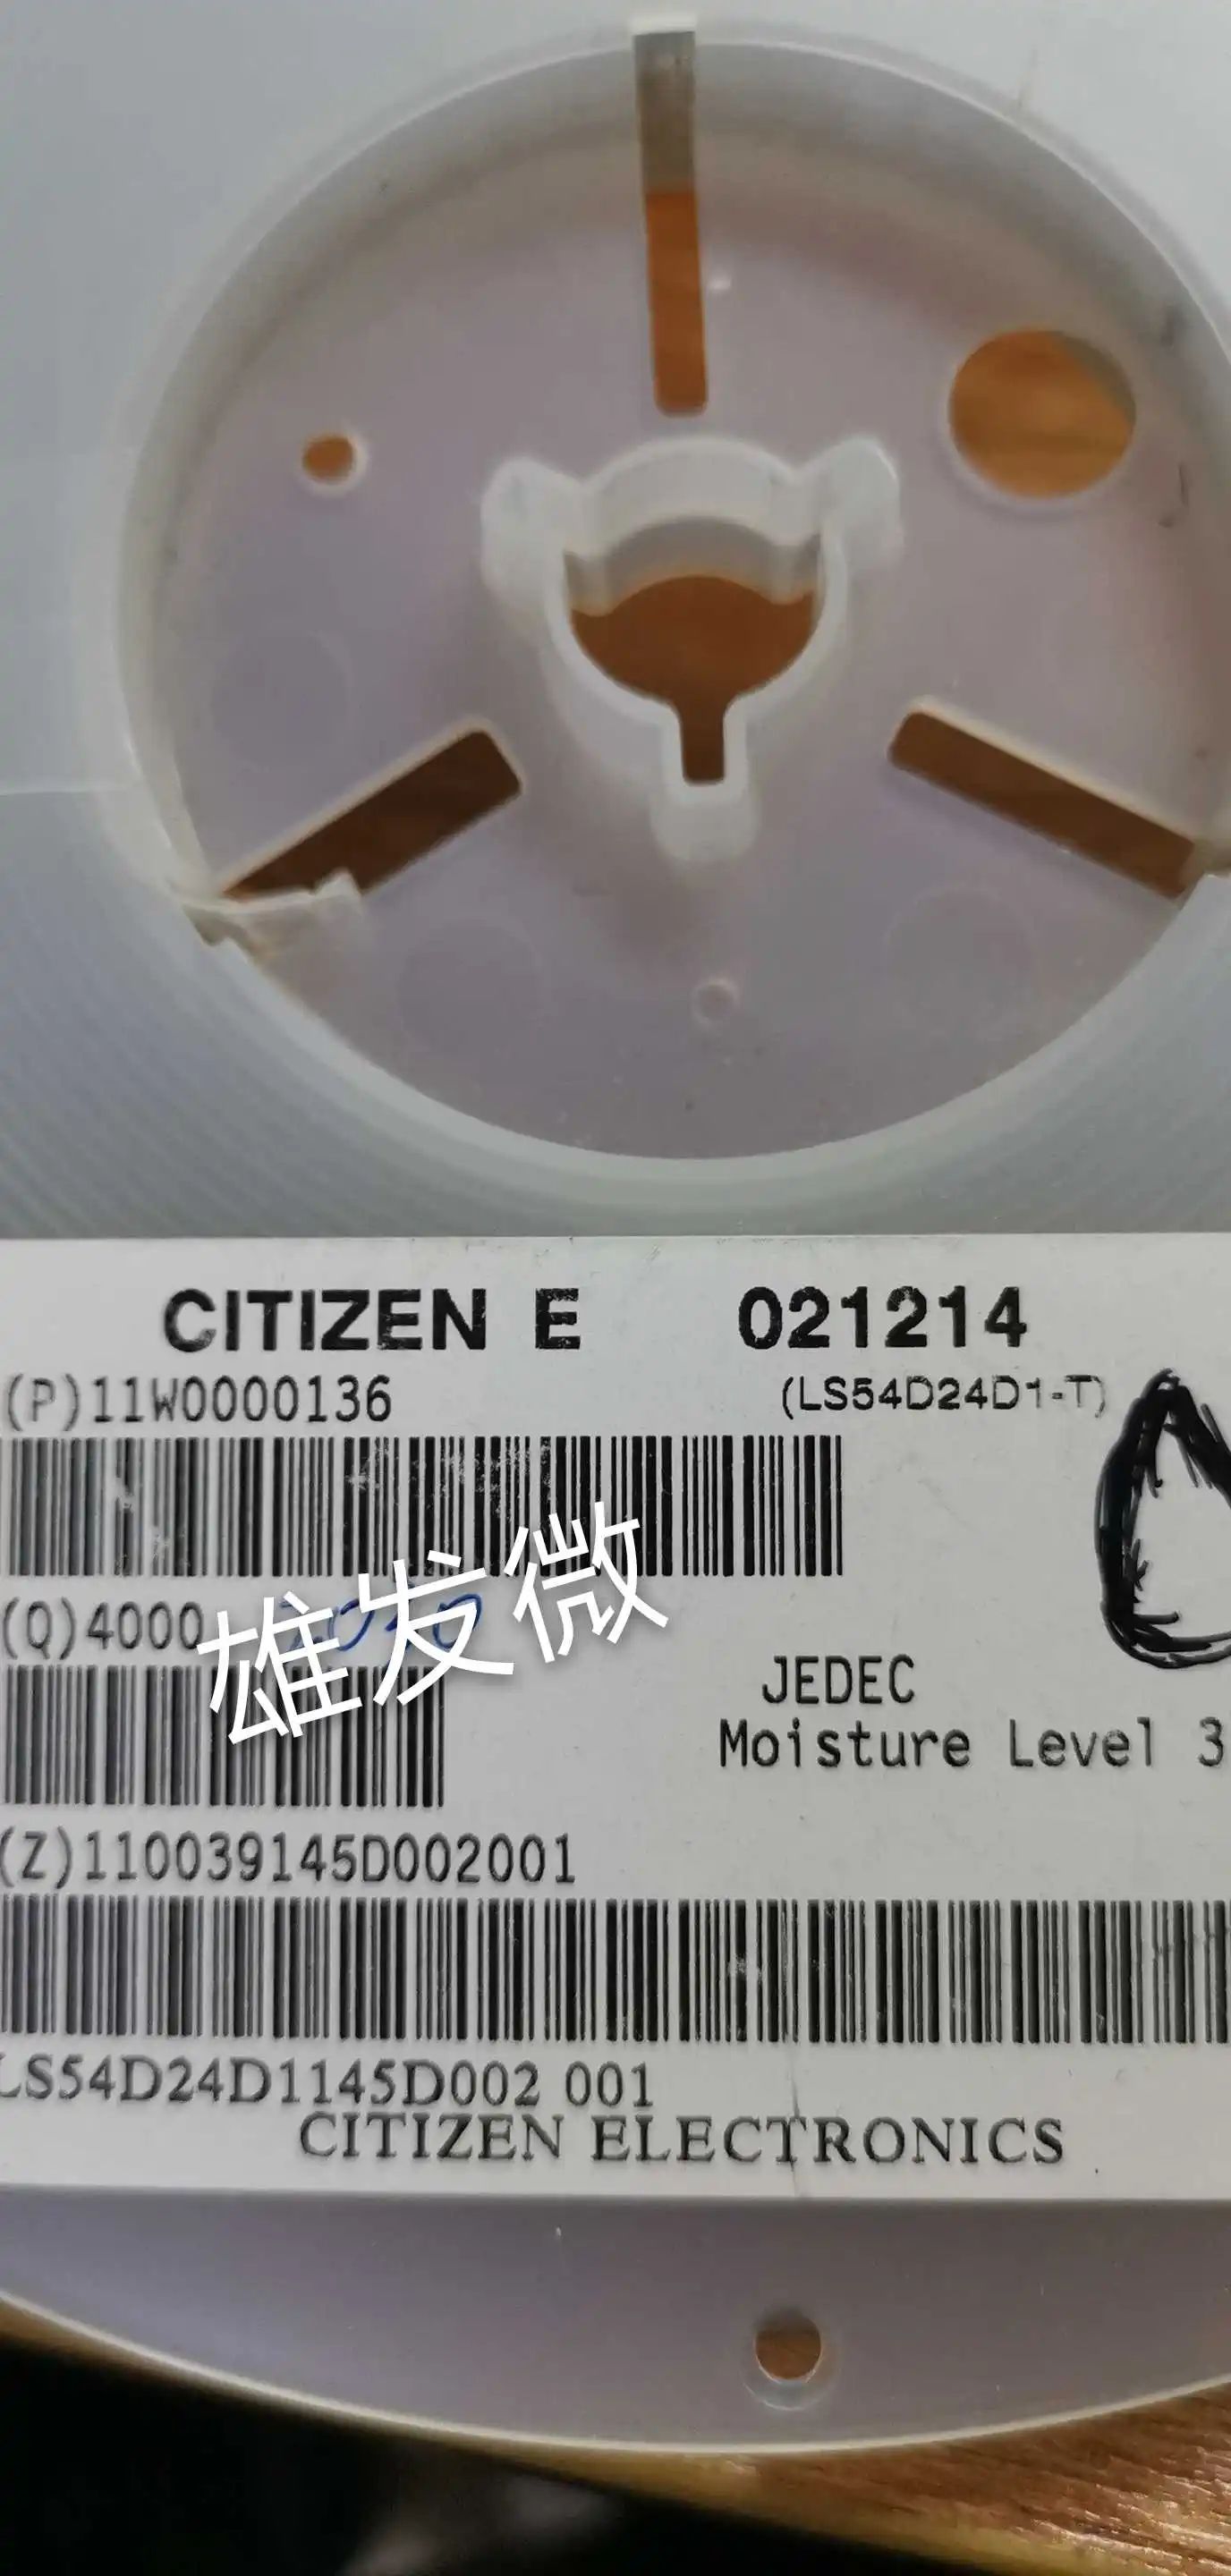 CITIZEN E 021214
(P)11W0000136 (LS54D24D1-T)
(Q)4000
雄发微
JEDEC
Moisture Level 3
(Z)110039145D002001
LS54D24D1145D002 001
CITIZEN ELECTRONICS